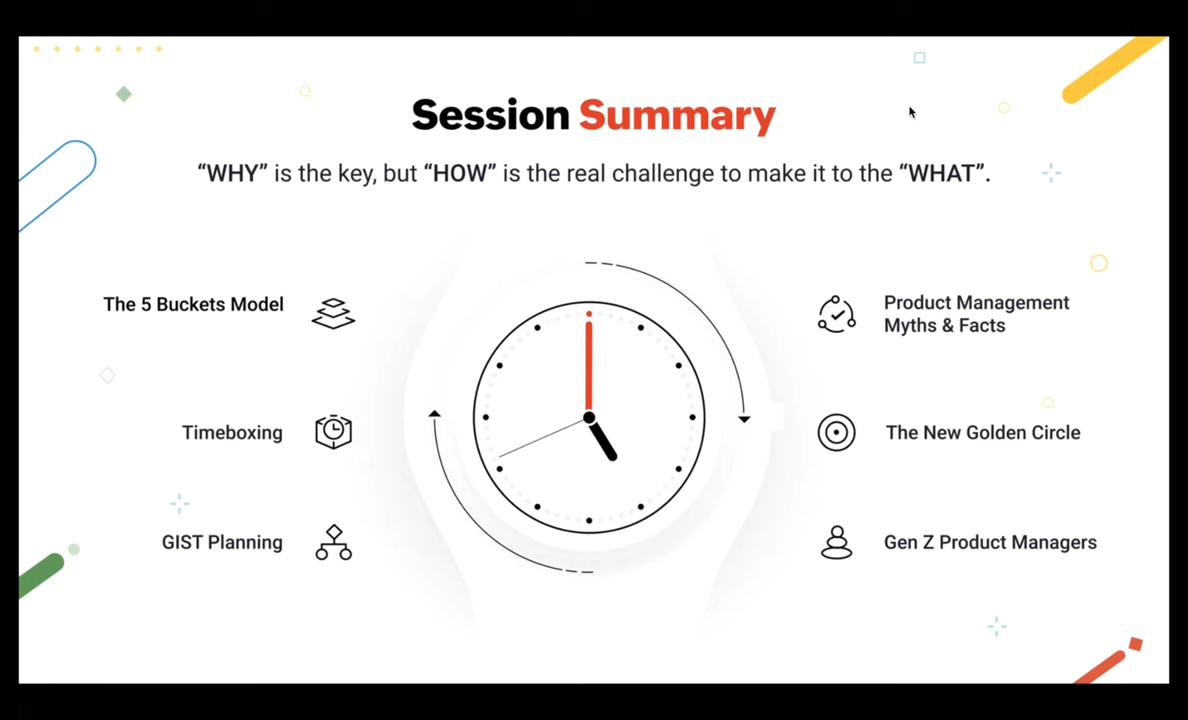 Session Summary
“WHY” is the key, but “HOW” is the real challenge to make it to the “WHAT”.
The 5 Buckets Model
Timeboxing
GIST Planning
Product Management
Myths & Facts
The New Golden Circle
Gen Z Product Managers